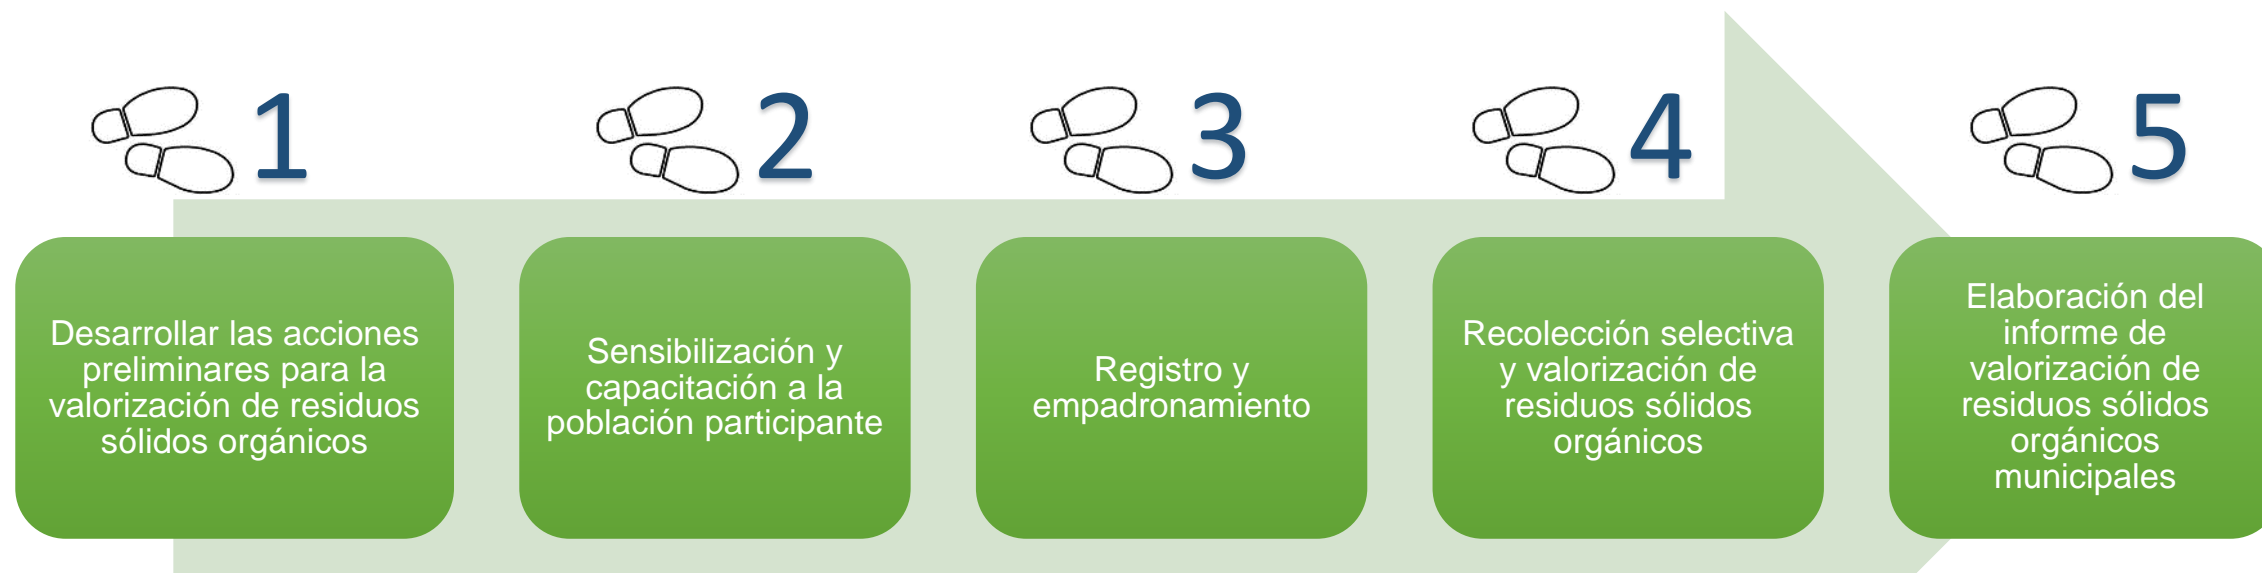 1
Desarrollar las acciones
preliminares para la
valorización de residuos
sólidos orgánicos
2
Sensibilización y
capacitación a la
población participante
3
Registro y
empadronamiento
4
Recolección selectiva
y valorización de
residuos sólidos
orgánicos
5
Elaboración del
informe de
valorización de
residuos sólidos
orgánicos
municipales